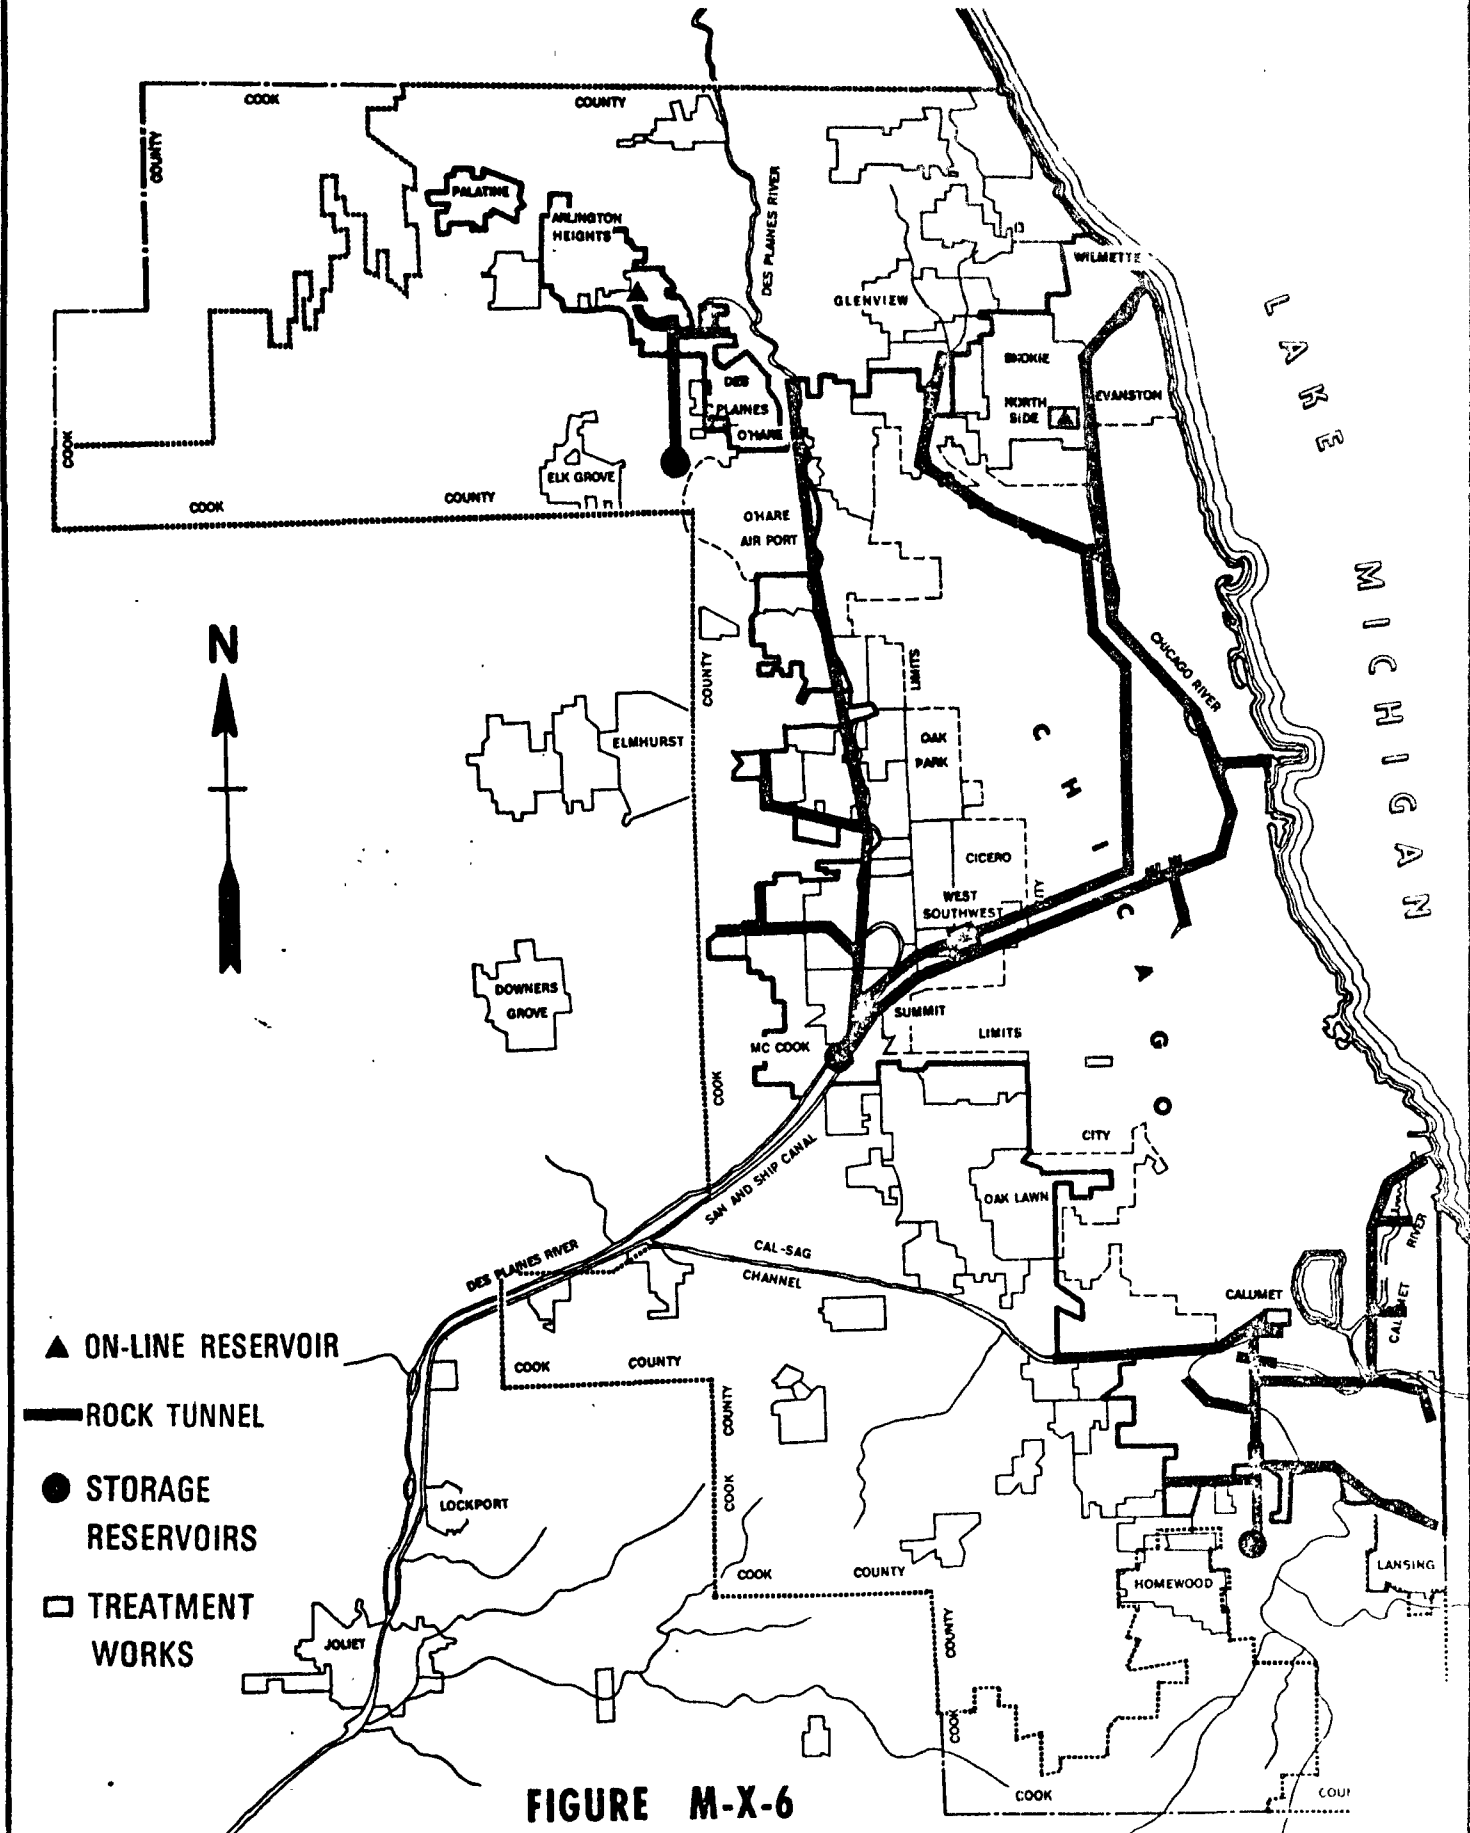 COOK
COUNTY
COUNTY
PALATINE
ARLINGTON
HEIGHTS
DES PLAINES RIVER
WILMETTE
GLENVIEW
LAKE
SKOKIE
DES
PLAINES
NORTH
SIDE
EVANSTON
O'HARE
COOK
ELK GROVE
COUNTY
COOK
O'HARE
AIR PORT
MICHIGAN
N
CHICAGO RIVER
COUNTY
LIMITS
ELMHURST
OAK
PARK
CHICAGO
CICERO
WEST
SOUTHWEST
DOWNERS
GROVE
SUMMIT
LIMITS
MC COOK
COOK
CITY
SAN AND SHIP CANAL
OAK LAWN
DES PLAINES RIVER
CAL-SAG
CHANNEL
RIVER
CALUMET
CALUMET
ON-LINE RESERVOIR
COOK
COUNTY
ROCK TUNNEL
COUNTY
STORAGE
RESERVOIRS
COOK
LOCKPORT
COOK
COUNTY
HOMEWOOD
LANSING
TREATMENT
WORKS
JOLIET
COUNTY
COOK
COOK
FIGURE M-X-6